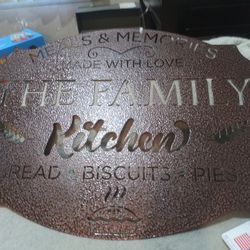 MEALS & MEMORIES
MADE WITH LOVE
THE FAMILY
Kitchen
BREAD • BISCUITS • PIES